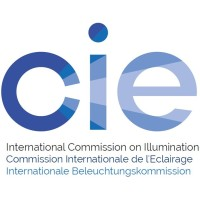 cie
International Commission on Illumination
Commission Internationale de l'Eclairage
Internationale Beleuchtungskommission